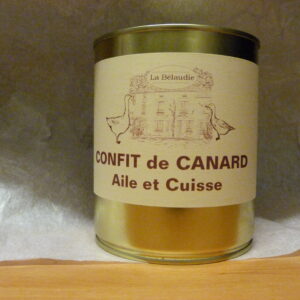 La Bélaudie
CONFIT de CANARD
Aile et Cuisse